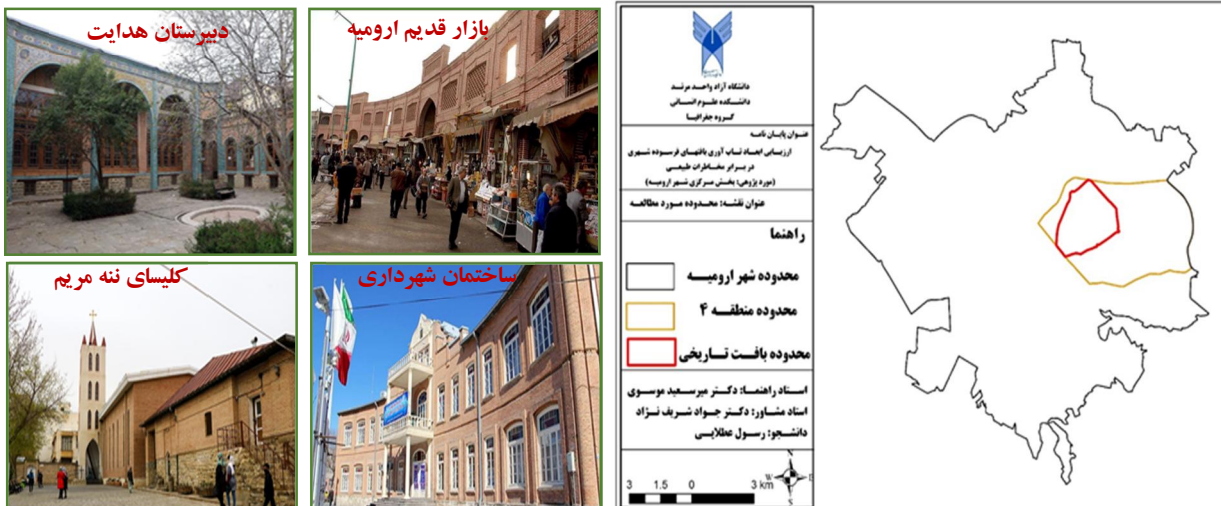 دبیرستان هدایت
بازار قدیم ارومیه
کلیسای ننه مریم
ساختمان شهرداری
دانشگاه آزاد واحد مرند
دانشکده علوم انسانی
گروه جغرافیا
عنوان پایان نامه
ارزیابی ابعاد تاب آوری بافتهای فرسوده شهری
در برابر مخاطرات طبیعی
(مورد پژوهی: بخش مرکزی شهر ارومیه)
عنوان نقشه: محدوده مورد مطالعه
راهنما
محدوده شهر ارومیه
محدوده منطقه ۴
محدوده بافت تاریخی
استاد راهنما: دکتر میرسعید موسوی
استاد مشاور: دکتر جواد شریف نژاد
دانشجو: رسول عطلایی
3 1.5 0 3 km
N
W E
S